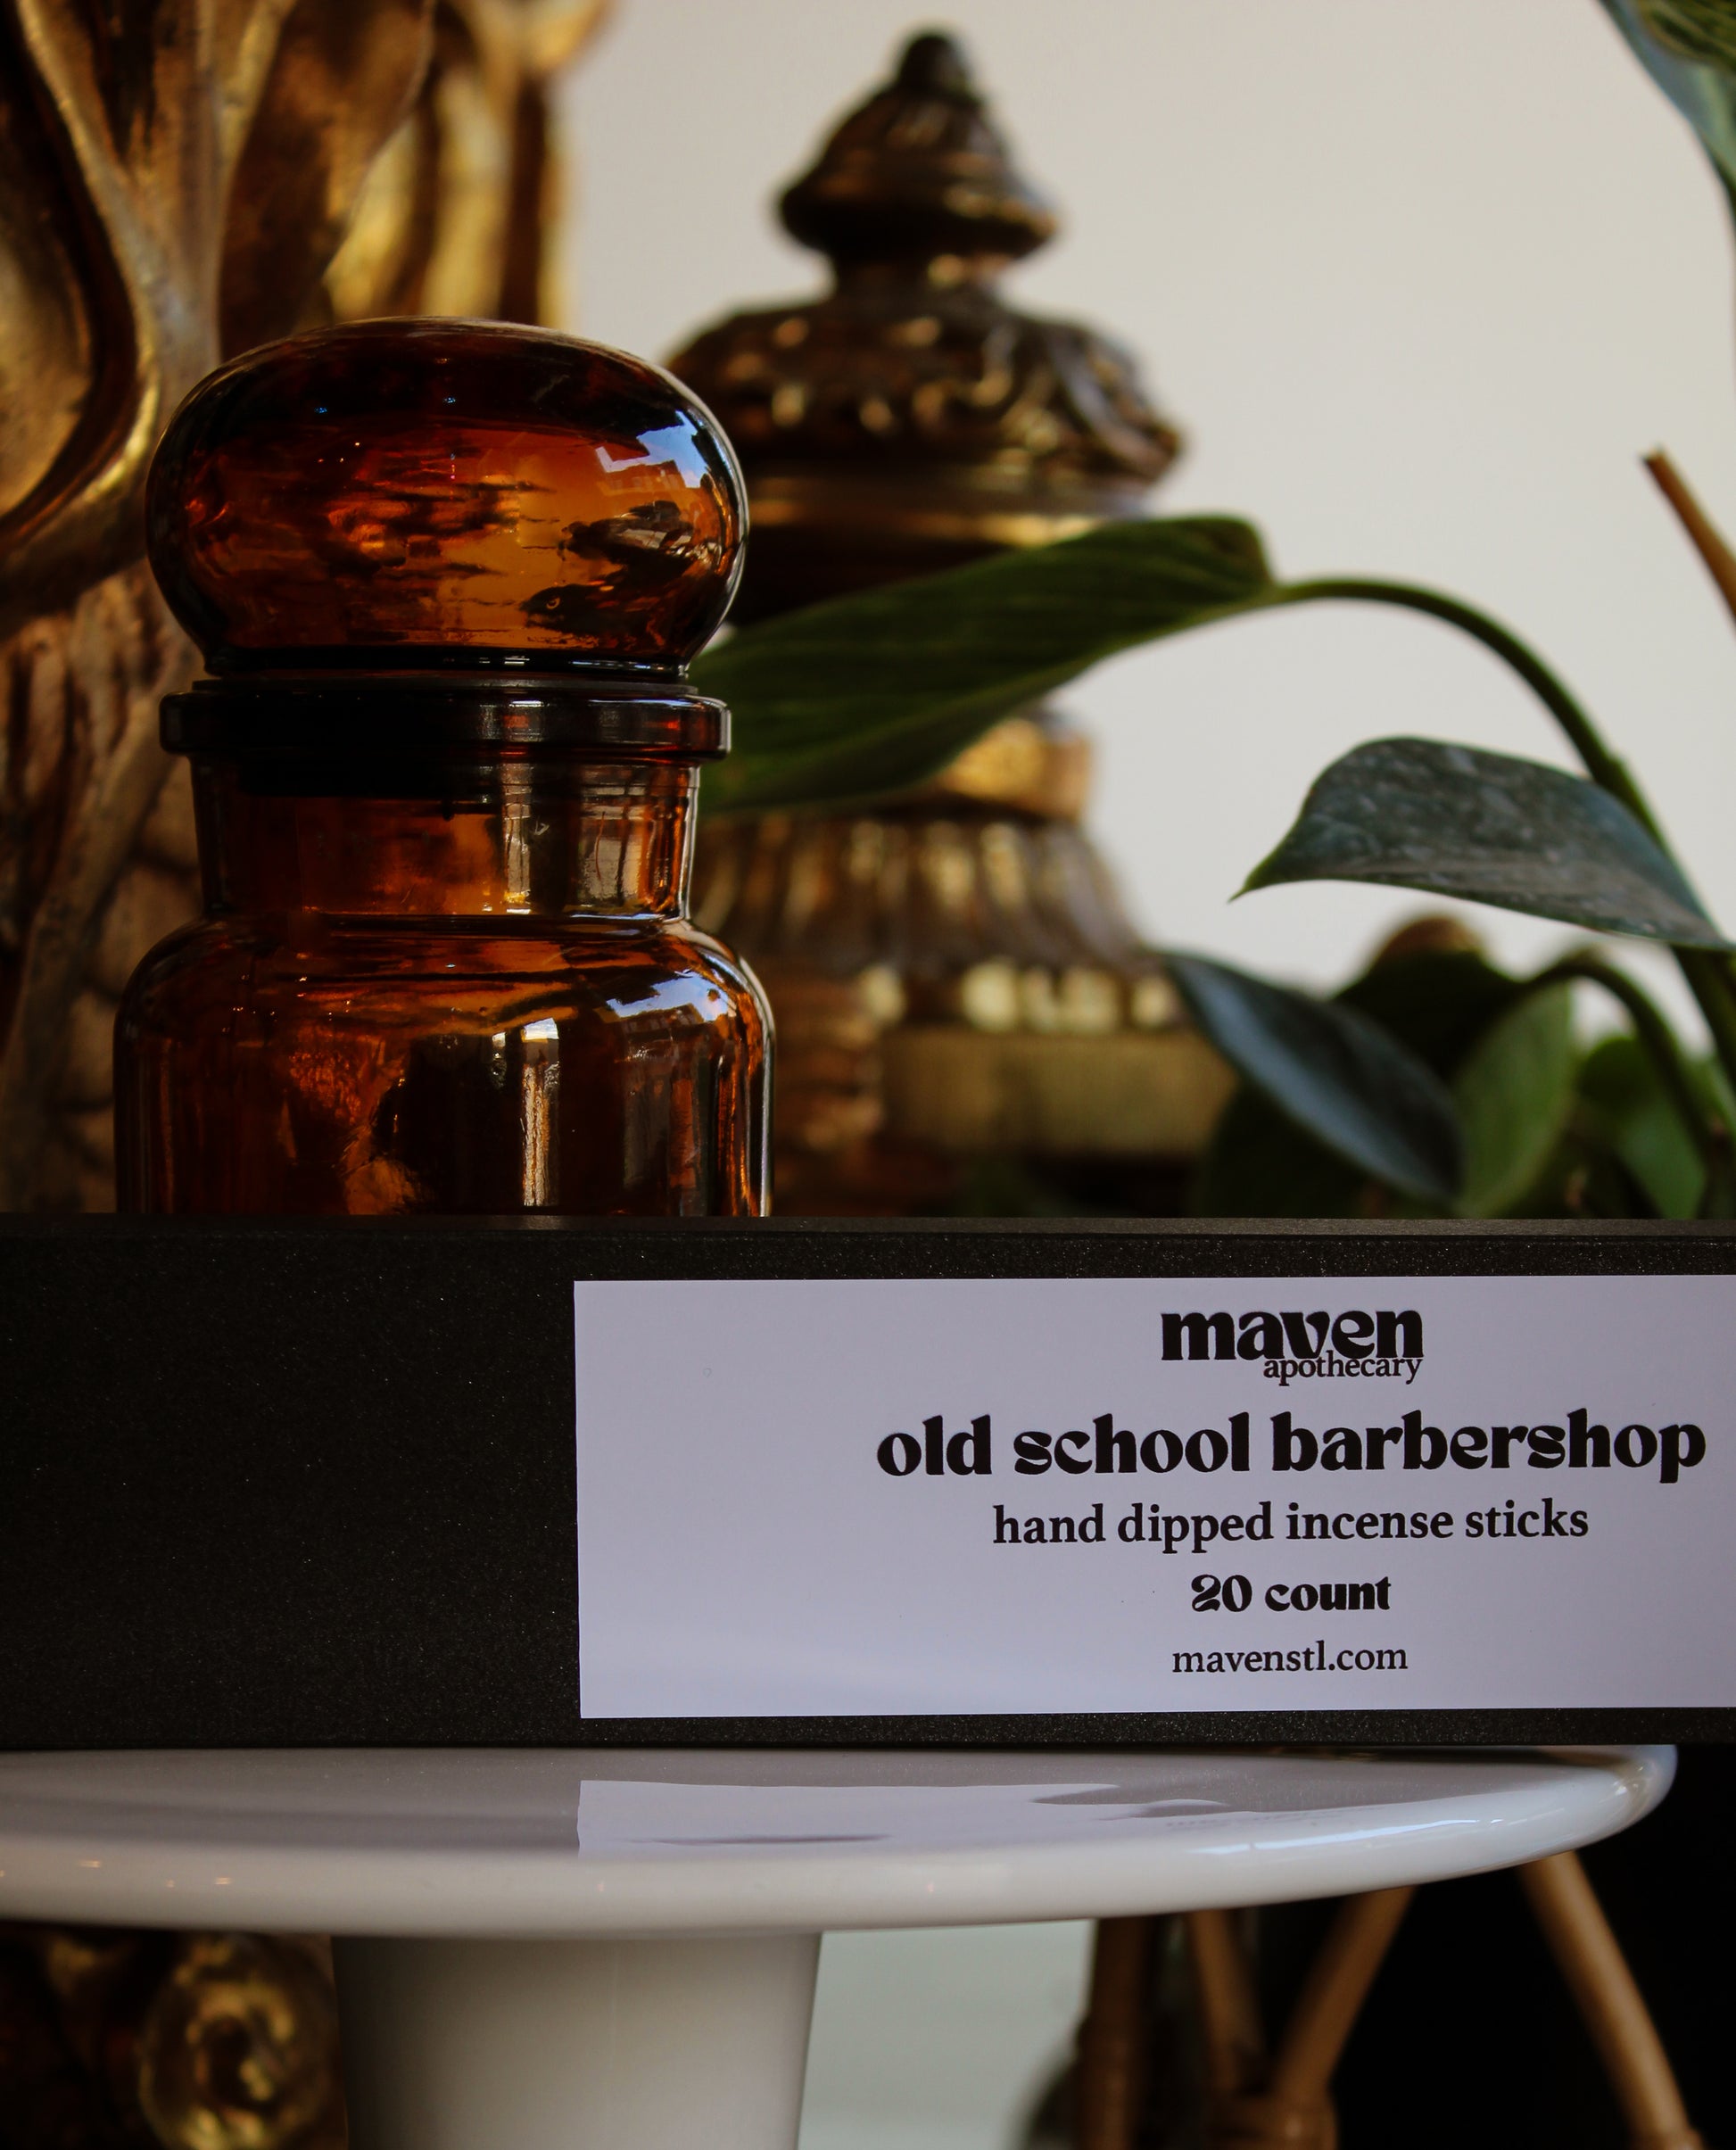 maven
apothecary
old school barbershop
hand dipped incense sticks
20 count
mavenstl.com